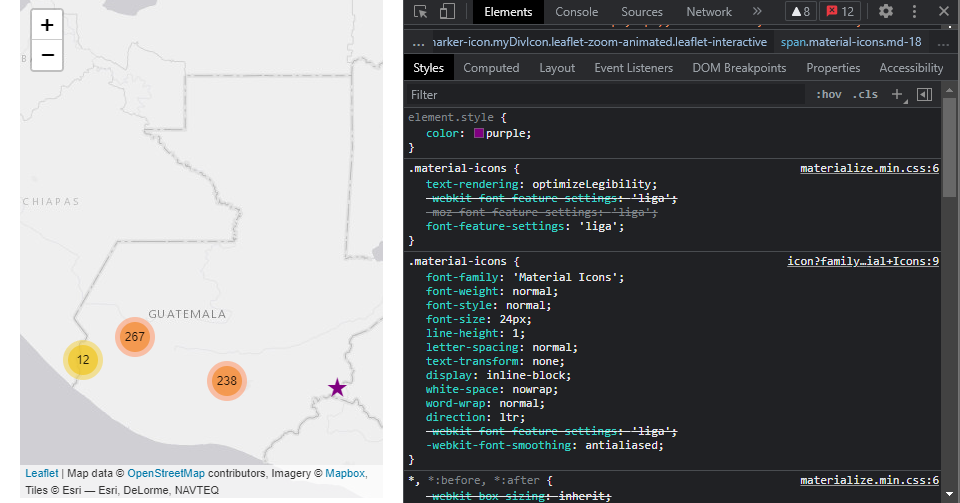 +
−
CHIAPAS
GUATEMALA
267
12
238
Leaflet | Map data © OpenStreetMap contributors, Imagery © Mapbox,
Tiles © Esri — Esri, DeLorme, NAVTEQ
Elements Console Sources Network » 8 12
… marker-icon.myDivIcon.leaflet-zoom-animated.leaflet-interactive span.material-icons.md-18 …
Styles Computed Layout Event Listeners DOM Breakpoints Properties Accessibility
Filter :hov .cls +
element.style {
color: purple;
}
.material-icons { materialize.min.css:6
text-rendering: optimizeLegibility;
-webkit-font-feature-settings: 'liga';
-moz-font-feature-settings: 'liga';
font-feature-settings: 'liga';
}
.material-icons { icon?family…ial+Icons:9
font-family: 'Material Icons';
font-weight: normal;
font-style: normal;
font-size: 24px;
line-height: 1;
letter-spacing: normal;
text-transform: none;
display: inline-block;
white-space: nowrap;
word-wrap: normal;
direction: ltr;
-webkit-font-feature-settings: 'liga';
-webkit-font-smoothing: antialiased;
}
*, *:before, *:after { materialize.min.css:6
-webkit-box-sizing: inherit;